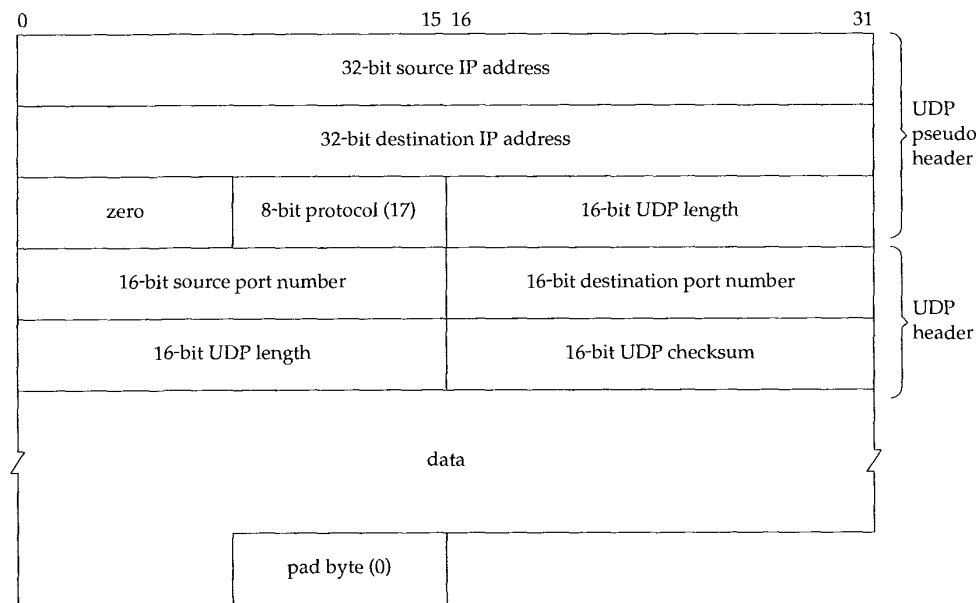 0 15 16 31
32-bit source IP address
32-bit destination IP address
UDP
pseudo
header
zero 8-bit protocol (17) 16-bit UDP length
16-bit source port number 16-bit destination port number
UDP
header
16-bit UDP length 16-bit UDP checksum
data
pad byte (0)